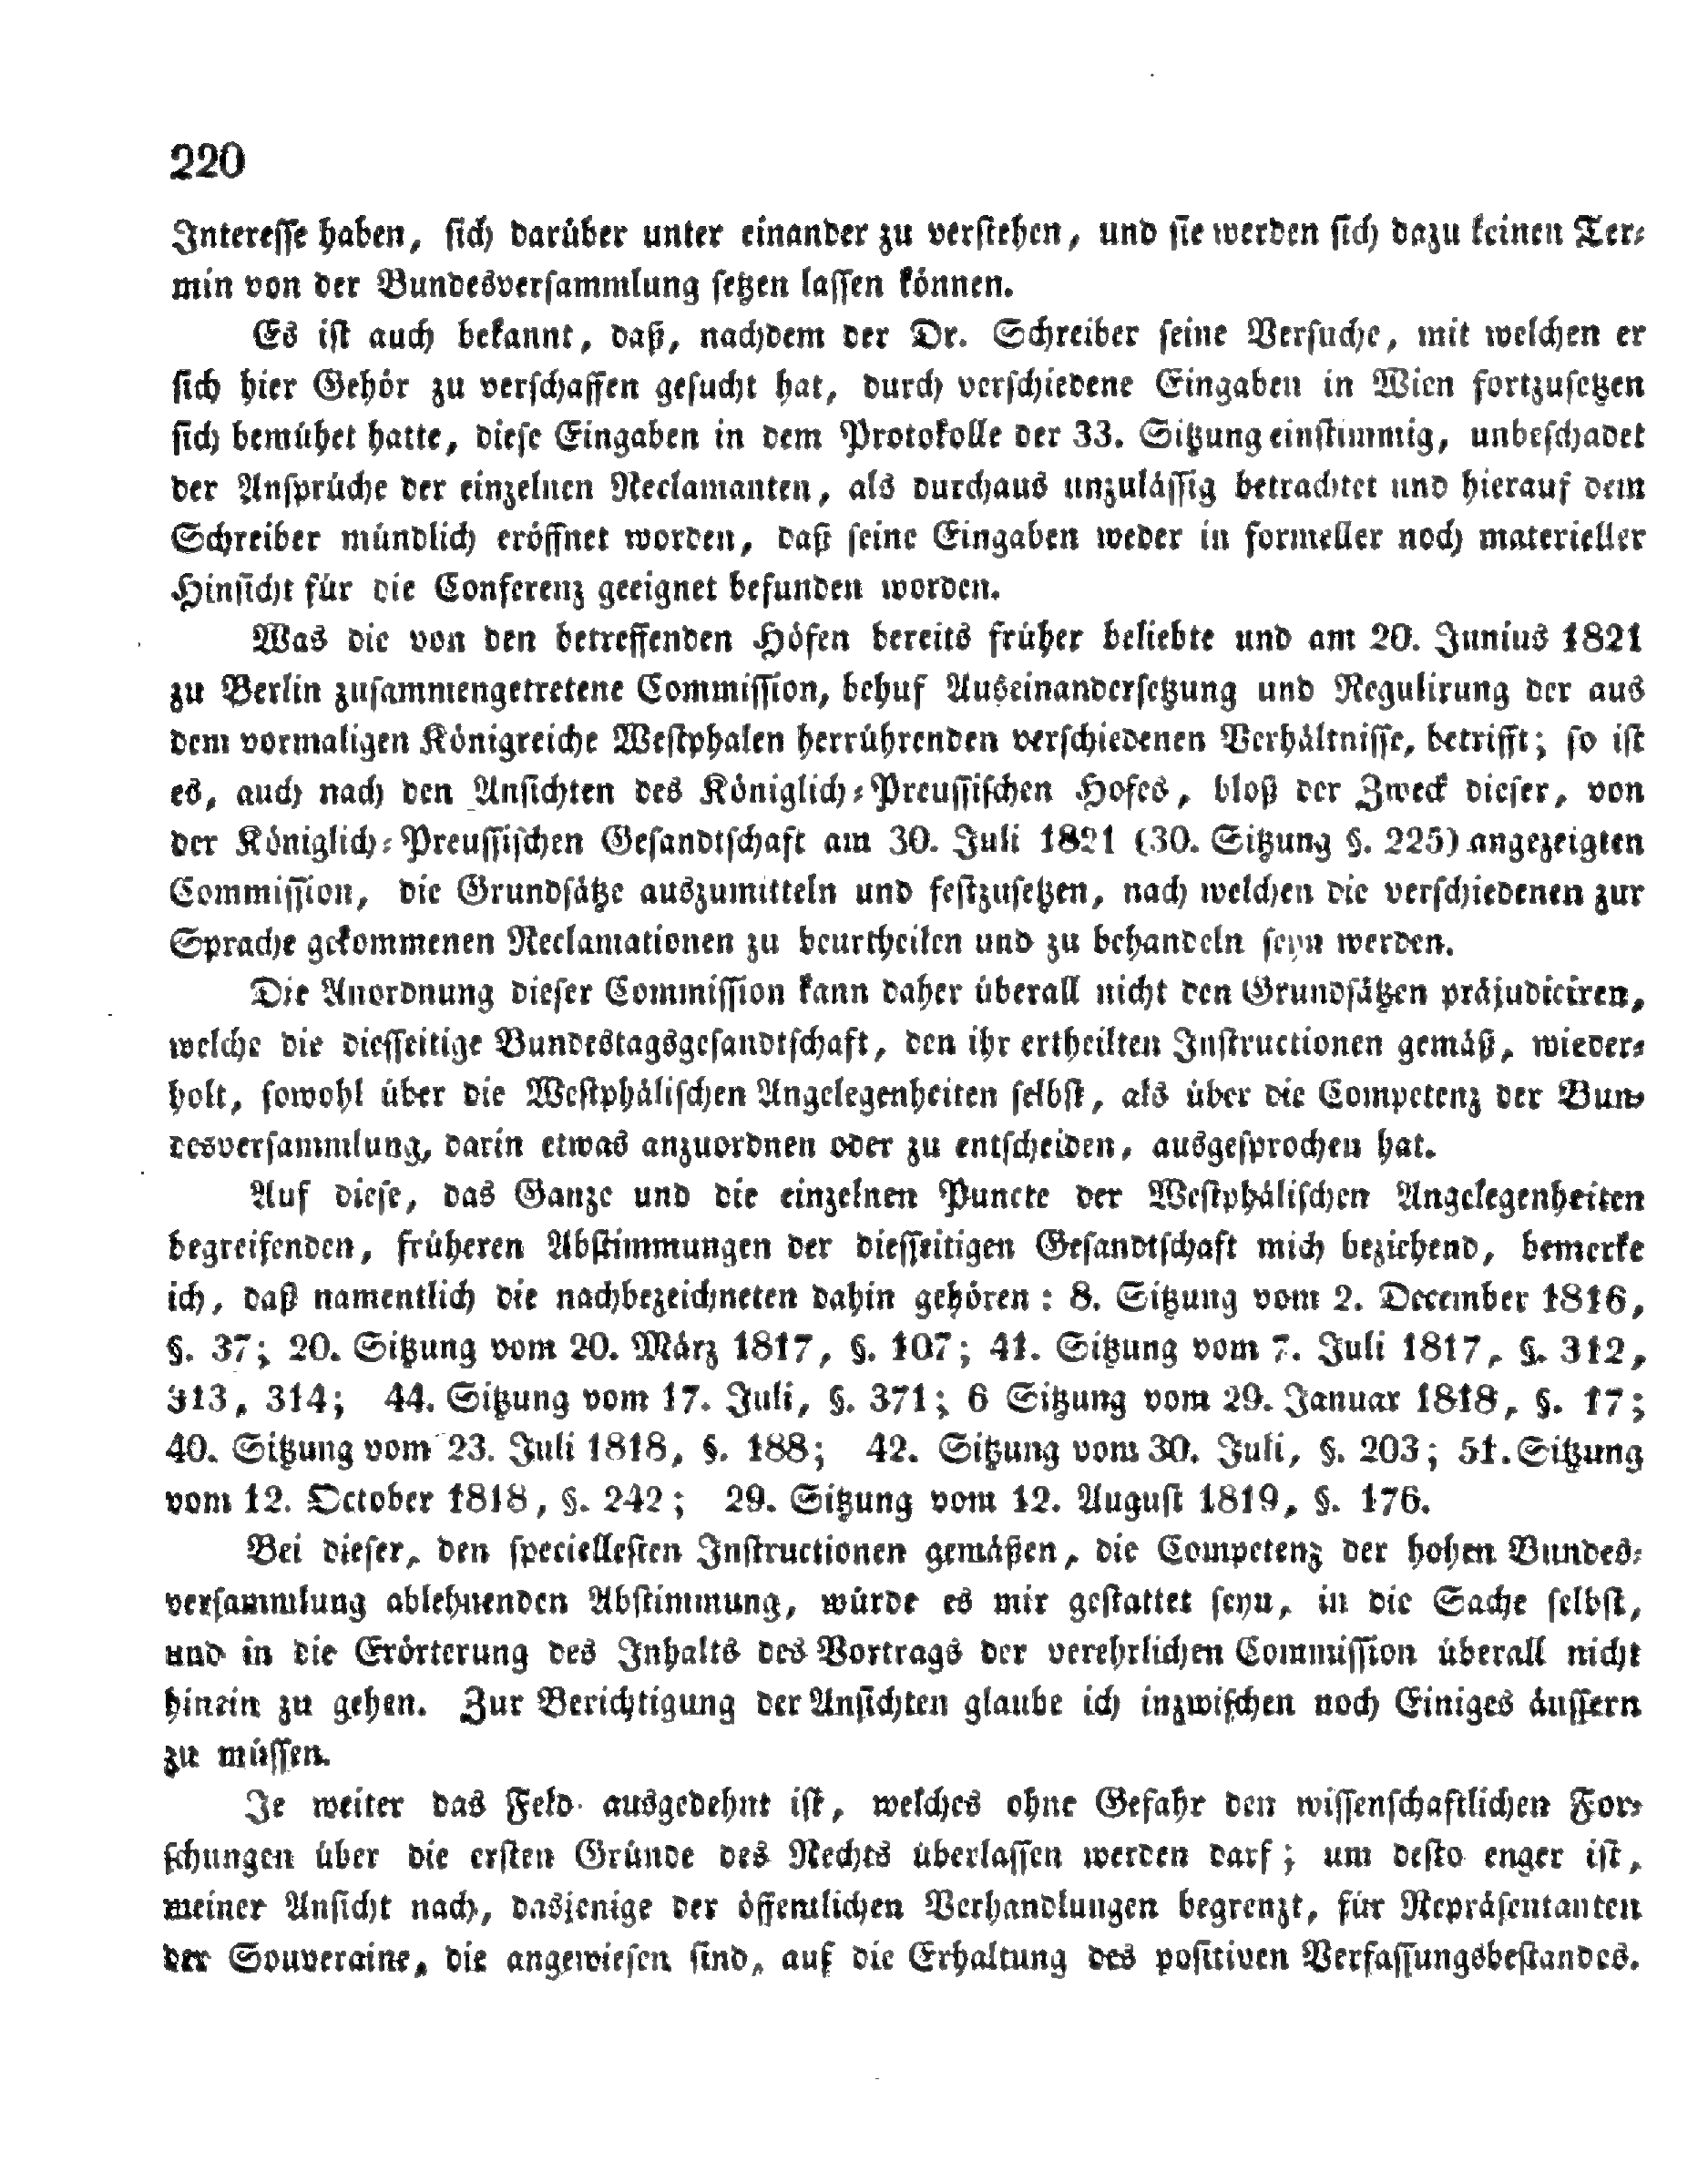 220
Interesse haben, sich darüber unter einander zu verstehen, und sie werden sich dazu keinen Ter-
min von der Bundesversammlung setzen lassen können.
Es ist auch bekannt, daß, nachdem der Dr. Schreiber seine Versuche, mit welchen er
sich hier Gehör zu verschaffen gesucht hat, durch verschiedene Eingaben in Wien fortzusetzen
sich bemühet hatte, diese Eingaben in dem Protokolle der 33. Sitzung einstimmig, unbeschadet
der Ansprüche der einzelnen Reclamanten, als durchaus unzulässig betrachtet und hierauf dem
Schreiber mündlich eröffnet worden, daß seine Eingaben weder in formeller noch materieller
Hinsicht für die Conferenz geeignet befunden worden.
Was die von den betreffenden Höfen bereits früher beliebte und am 20. Junius 1821
zu Berlin zusammengetretene Commission, behuf Auseinandersetzung und Regulirung der aus
dem vormaligen Königreiche Westphalen herrührenden verschiedenen Verhältnisse, betrifft; so ist
es, auch nach den Ansichten des Königlich-Preussischen Hofes, bloß der Zweck dieser, von
der Königlich-Preussischen Gesandtschaft am 30. Juli 1821 (30. Sitzung §. 225) angezeigten
Commission, die Grundsätze auszumitteln und festzusetzen, nach welchen die verschiedenen zur
Sprache gekommenen Reclamationen zu beurtheilen und zu behandeln seyn werden.
Die Anordnung dieser Commission kann daher überall nicht den Grundsätzen präjudiciren,
welche die diesseitige Bundestagsgesandtschaft, den ihr ertheilten Instructionen gemäß, wieder-
holt, sowohl über die Westphälischen Angelegenheiten selbst, als über die Competenz der Bun-
desversammlung, darin etwas anzuordnen oder zu entscheiden, ausgesprochen hat.
Auf diese, das Ganze und die einzelnen Puncte der Westphälischen Angelegenheiten
begreifenden, früheren Abstimmungen der diesseitigen Gesandtschaft mich beziehend, bemerke
ich, daß namentlich die nachbezeichneten dahin gehören: 8. Sitzung vom 2. December 1816,
§. 37; 20. Sitzung vom 20. März 1817, §. 107; 41. Sitzung vom 7. Juli 1817, §. 312,
313, 314; 44. Sitzung vom 17. Juli, §. 371; 6 Sitzung vom 29. Januar 1818, §. 17;
40. Sitzung vom 23. Juli 1818, §. 188; 42. Sitzung vom 30. Juli, §. 203; 51. Sitzung
vom 12. October 1818, §. 242; 29. Sitzung vom 12. August 1819, §. 176.
Bei dieser, den speciellesten Instructionen gemäßen, die Competenz der hohen Bundes-
versammlung ablehnenden Abstimmung, würde es mir gestattet seyn, in die Sache selbst,
und in die Erörterung des Inhalts des Vortrags der verehrlichen Commission überall nicht
hinein zu gehen. Zur Berichtigung der Ansichten glaube ich inzwischen noch Einiges äussern
zu müssen.
Je weiter das Feld ausgedehnt ist, welches ohne Gefahr den wissenschaftlichen For-
schungen über die ersten Gründe des Rechts überlassen werden darf; um desto enger ist,
meiner Ansicht nach, dasjenige der öffentlichen Verhandlungen begrenzt, für Repräsentanten
der Souveraine, die angewiesen sind, auf die Erhaltung des positiven Verfassungsbestandes.